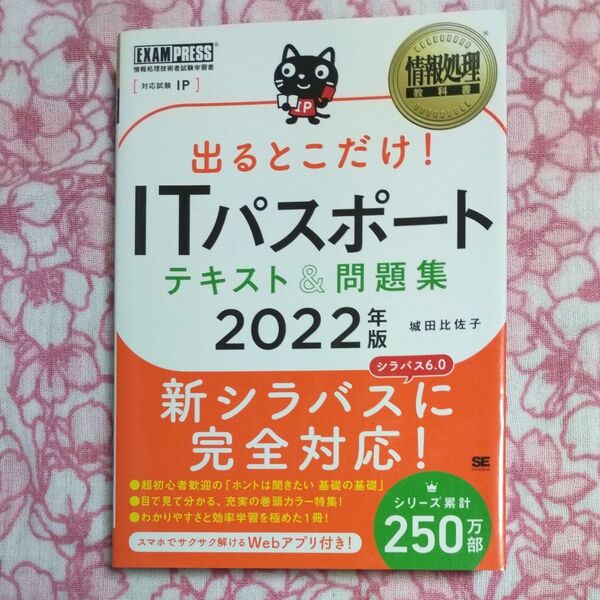 EXAMPRESS®
情報処理技術者試験学習書
[対応試験 IP]
IP
情報処理®
教科書
出るとこだけ!
ITパスポート
テキスト&問題集
2022年版
城田比佐子
シラバス6.0
新シラバスに
完全対応!
●超初心者歓迎の「ホントは聞きたい 基礎の基礎」
●目で見て分かる、充実の巻頭カラー特集!
●わかりやすさと効率学習を極めた1冊!
スマホでサクサク解けるWebアプリ付き!
SE
SHOEISHA
シリーズ累計
250万部